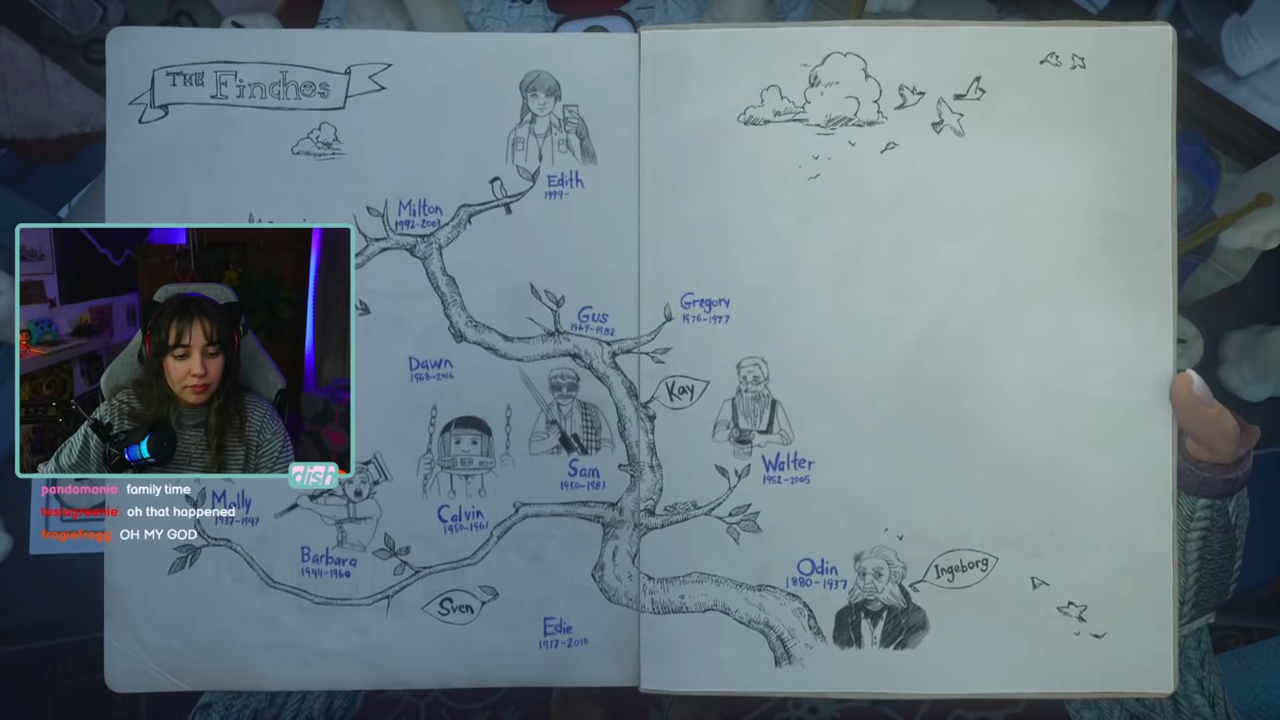 THE Finches
Edith
1999-
Milton
1992-2003
Gregory
1976-1977
Gus
1969-1982
Dawn
1968-2016
Kay
Walter
1952-2005
Sam
1950-1983
Calvin
1950-1961
Molly
1937-1947
Barbara
1944-1960
Odin
1880-1937
Ingeborg
Sven
Edie
1917-2010
dish
pandomonie family time
oh that happened
OH MY GOD